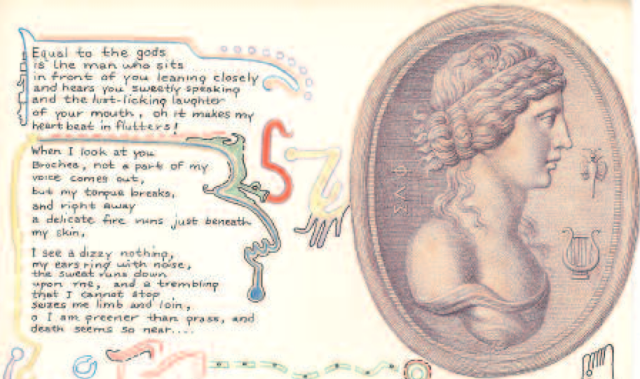 Equal to the gods
is the man who sits
in front of you leaning closely
and hears you sweetly speaking
and the lust-licking laughter
of your mouth, oh it makes my
heart beat in flutters!
When I look at you
Brochea, not a part of my
voice comes out,
but my tongue breaks,
and right away
a delicate fire runs just beneath
my skin,
I see a dizzy nothing,
my ears ring with noise,
the sweat runs down
upon me, and a trembling
that I cannot stop
seizes me limb and loin,
o I am greener than grass, and
death seems so near....
ΣΑΦ